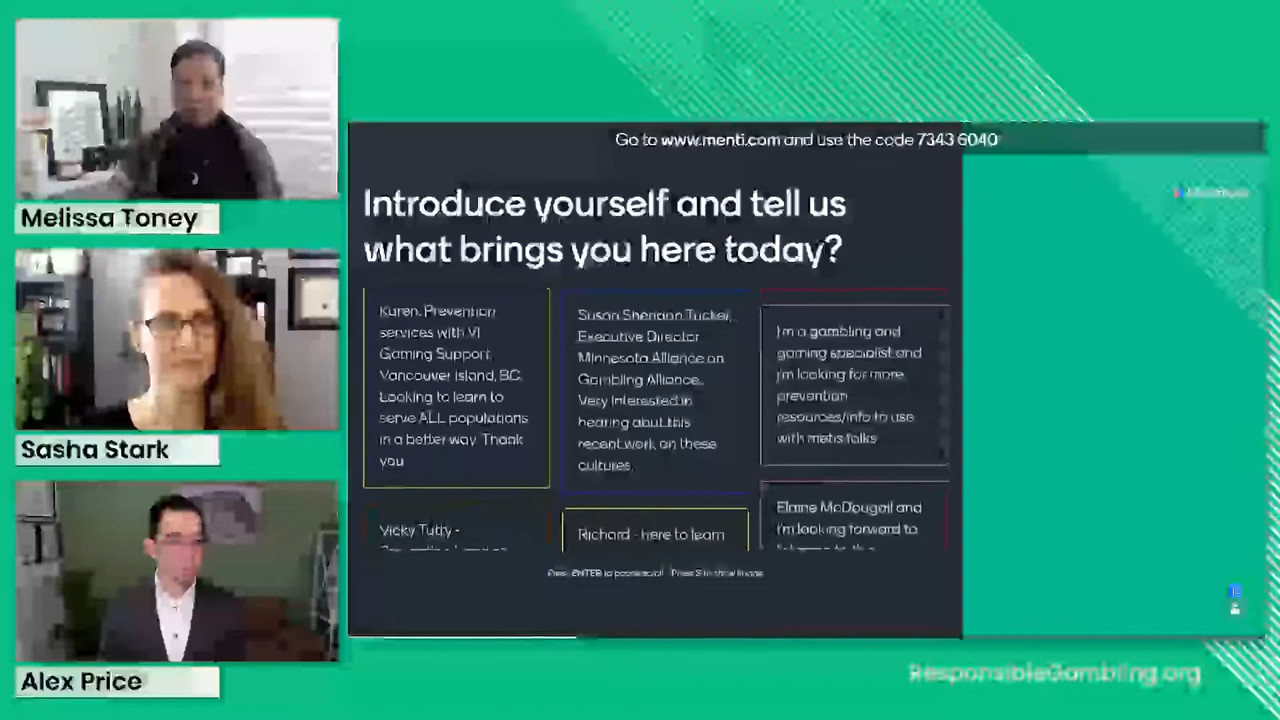 Melissa Toney
Sasha Stark
Alex Price
Go to www.menti.com and use the code 7343 6040
Introduce yourself and tell us
what brings you here today?
Karen. Prevention
services with VI
Gaming Support,
Vancouver island, BC.
Looking to learn to
serve ALL populations
in a better way. Thank
you
Susan Sheridan Tucker,
Executive Director
Minnesota Alliance on
Gambling Alliance.
Very interested in
hearing about this
recent work on these
cultures.
I'm a gambling and
gaming specialist and
I'm looking for more
prevention
resources/info to use
with metis folks
Vicky Tutty -
Richard - here to learn
Elaine McDougall and
I'm looking forward to
ResponsibleGambling.org